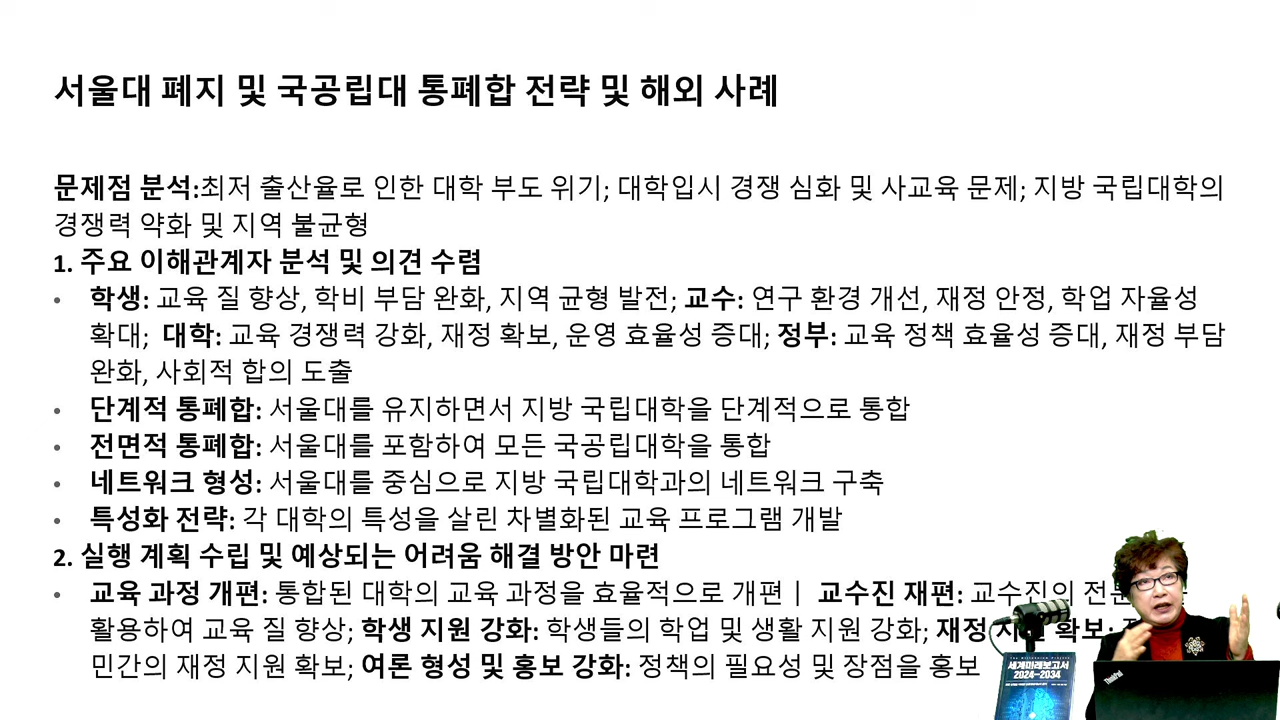 서울대 폐지 및 국공립대 통폐합 전략 및 해외 사례
문제점 분석:최저 출산율로 인한 대학 부도 위기; 대학입시 경쟁 심화 및 사교육 문제; 지방 국립대학의
경쟁력 약화 및 지역 불균형
1. 주요 이해관계자 분석 및 의견 수렴
• 학생: 교육 질 향상, 학비 부담 완화, 지역 균형 발전; 교수: 연구 환경 개선, 재정 안정, 학업 자율성
확대; 대학: 교육 경쟁력 강화, 재정 확보, 운영 효율성 증대; 정부: 교육 정책 효율성 증대, 재정 부담
완화, 사회적 합의 도출
• 단계적 통폐합: 서울대를 유지하면서 지방 국립대학을 단계적으로 통합
• 전면적 통폐합: 서울대를 포함하여 모든 국공립대학을 통합
• 네트워크 형성: 서울대를 중심으로 지방 국립대학과의 네트워크 구축
• 특성화 전략: 각 대학의 특성을 살린 차별화된 교육 프로그램 개발
2. 실행 계획 수립 및 예상되는 어려움 해결 방안 마련
• 교육 과정 개편: 통합된 대학의 교육 과정을 효율적으로 개편ㅣ 교수진 재편: 교수진의
활용하여 교육 질 향상; 학생 지원 강화: 학생들의 학업 및 생활 지원 강화; 재정 지원 확보:
민간의 재정 지원 확보; 여론 형성 및 홍보 강화: 정책의 필요성 및 장점을 홍보
세계미래보고서
2024-2034
ThinkPad